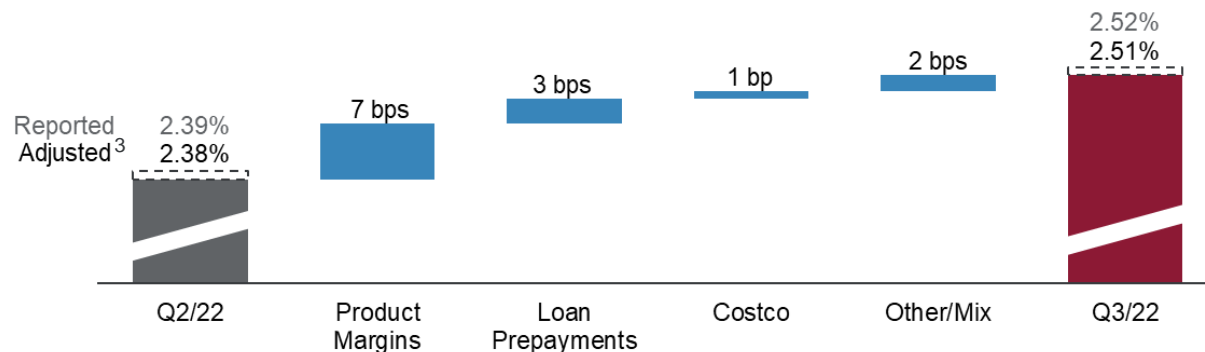 2.52%
2.51%
2 bps
1 bp
3 bps
7 bps
Reported 2.39%
Adjusted³ 2.38%
Q2/22 Product Margins Loan Prepayments Costco Other/Mix Q3/22